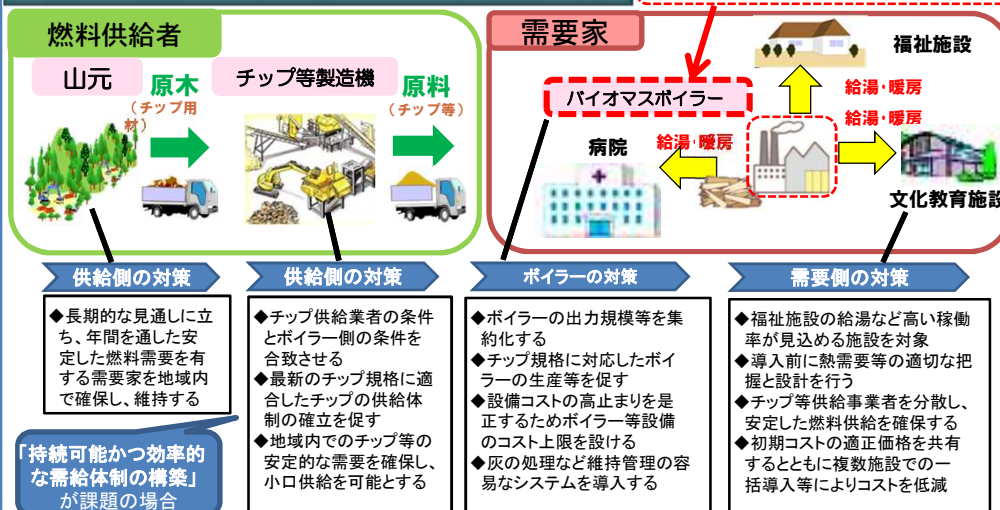 燃料供給者
需要家
山元
原木
(チップ用
材)
チップ等製造機
原料
(チップ等)
バイオマスボイラー
福祉施設
給湯・暖房
給湯・暖房
病院
給湯・暖房
文化教育施設
供給側の対策
◆長期的な見通しに立
ち、年間を通した安
定した燃料需要を有
する需要家を地域内
で確保し、維持する
供給側の対策
◆チップ供給業者の条件
とボイラー側の条件を
合致させる
◆最新のチップ規格に適
合したチップの供給体
制の確立を促す
◆地域内でのチップ等の
安定的な需要を確保し、
小口供給を可能とする
ボイラーの対策
◆ボイラーの出力規模等を集
約化する
◆チップ規格に対応したボイ
ラーの生産等を促す
◆設備コストの高止まりを是
正するためボイラー等設備
のコスト上限を設ける
◆灰の処理など維持管理の容
易なシステムを導入する
需要側の対策
◆福祉施設の給湯など高い稼働
率が見込める施設を対象
◆導入前に熱需要等の適切な把
握と設計を行う
◆チップ等供給事業者を分散し、
安定した燃料供給を確保する
◆初期コストの適正価格を共有
するとともに複数施設での一
括導入等によりコストを低減
「持続可能かつ効率的
な需給体制の構築」
が課題の場合